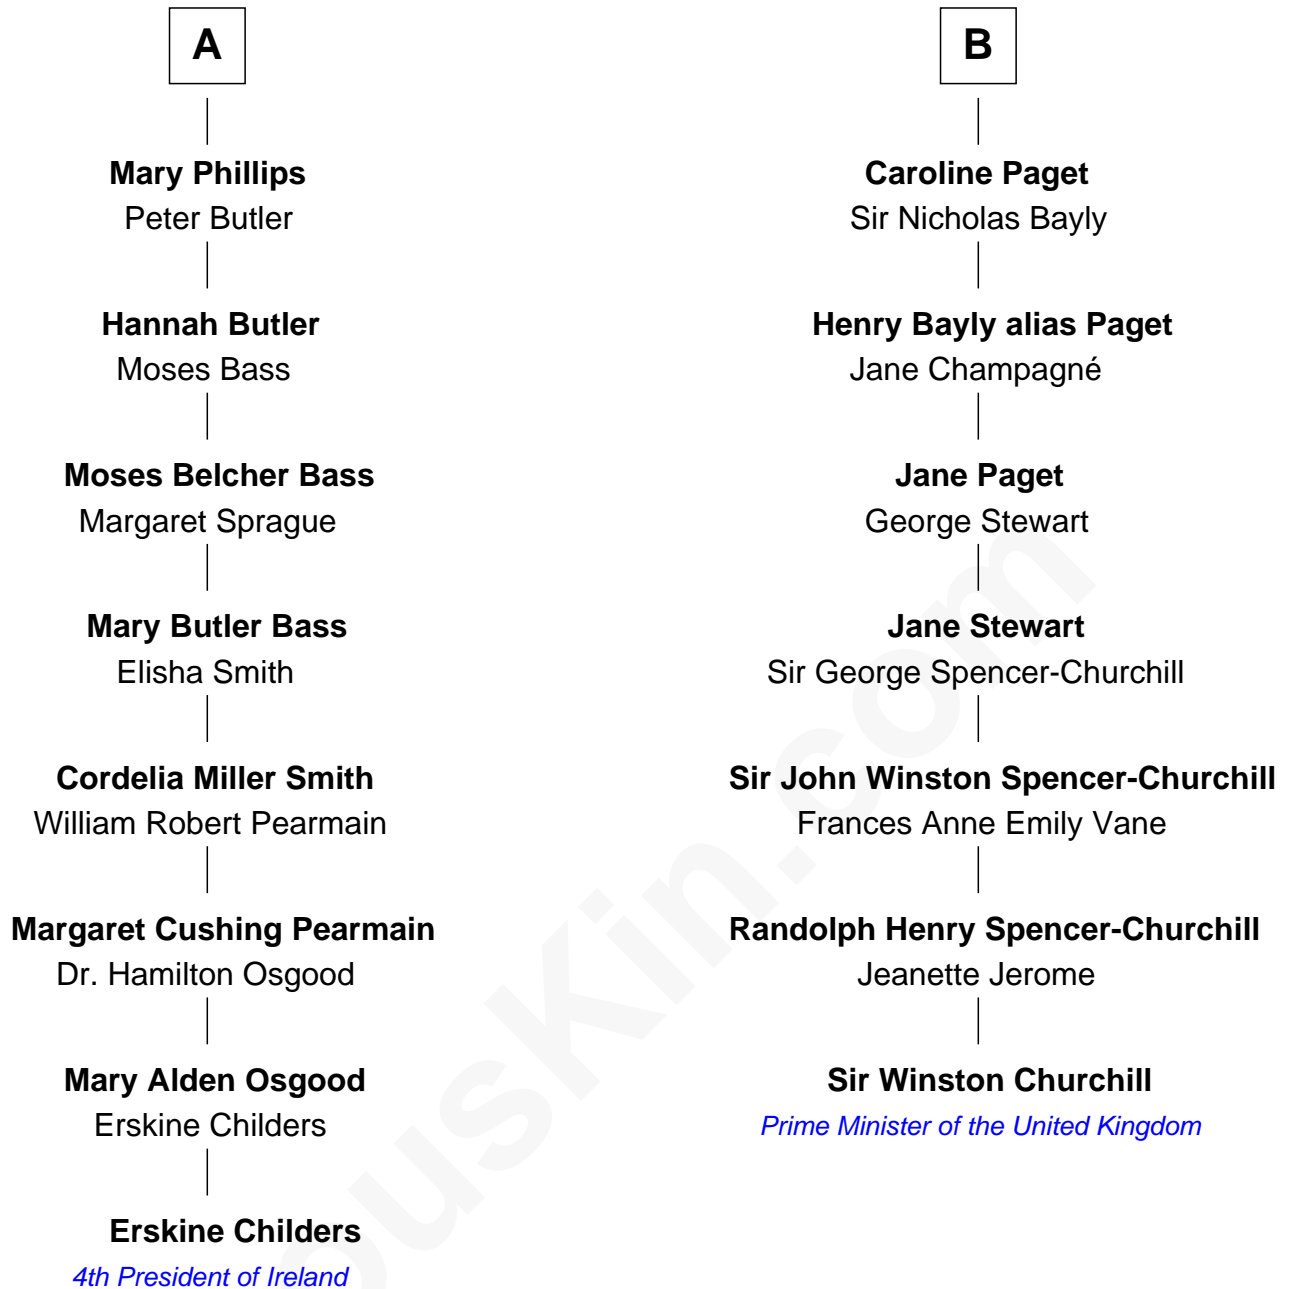 A
Mary Phillips
Peter Butler
Hannah Butler
Moses Bass
Moses Belcher Bass
Margaret Sprague
Mary Butler Bass
Elisha Smith
Cordelia Miller Smith
William Robert Pearmain
Margaret Cushing Pearmain
Dr. Hamilton Osgood
Mary Alden Osgood
Erskine Childers
Erskine Childers
4th President of Ireland
B
Caroline Paget
Sir Nicholas Bayly
Henry Bayly alias Paget
Jane Champagné
Jane Paget
George Stewart
Jane Stewart
Sir George Spencer-Churchill
Sir John Winston Spencer-Churchill
Frances Anne Emily Vane
Randolph Henry Spencer-Churchill
Jeanette Jerome
Sir Winston Churchill
Prime Minister of the United Kingdom
ousKin.com